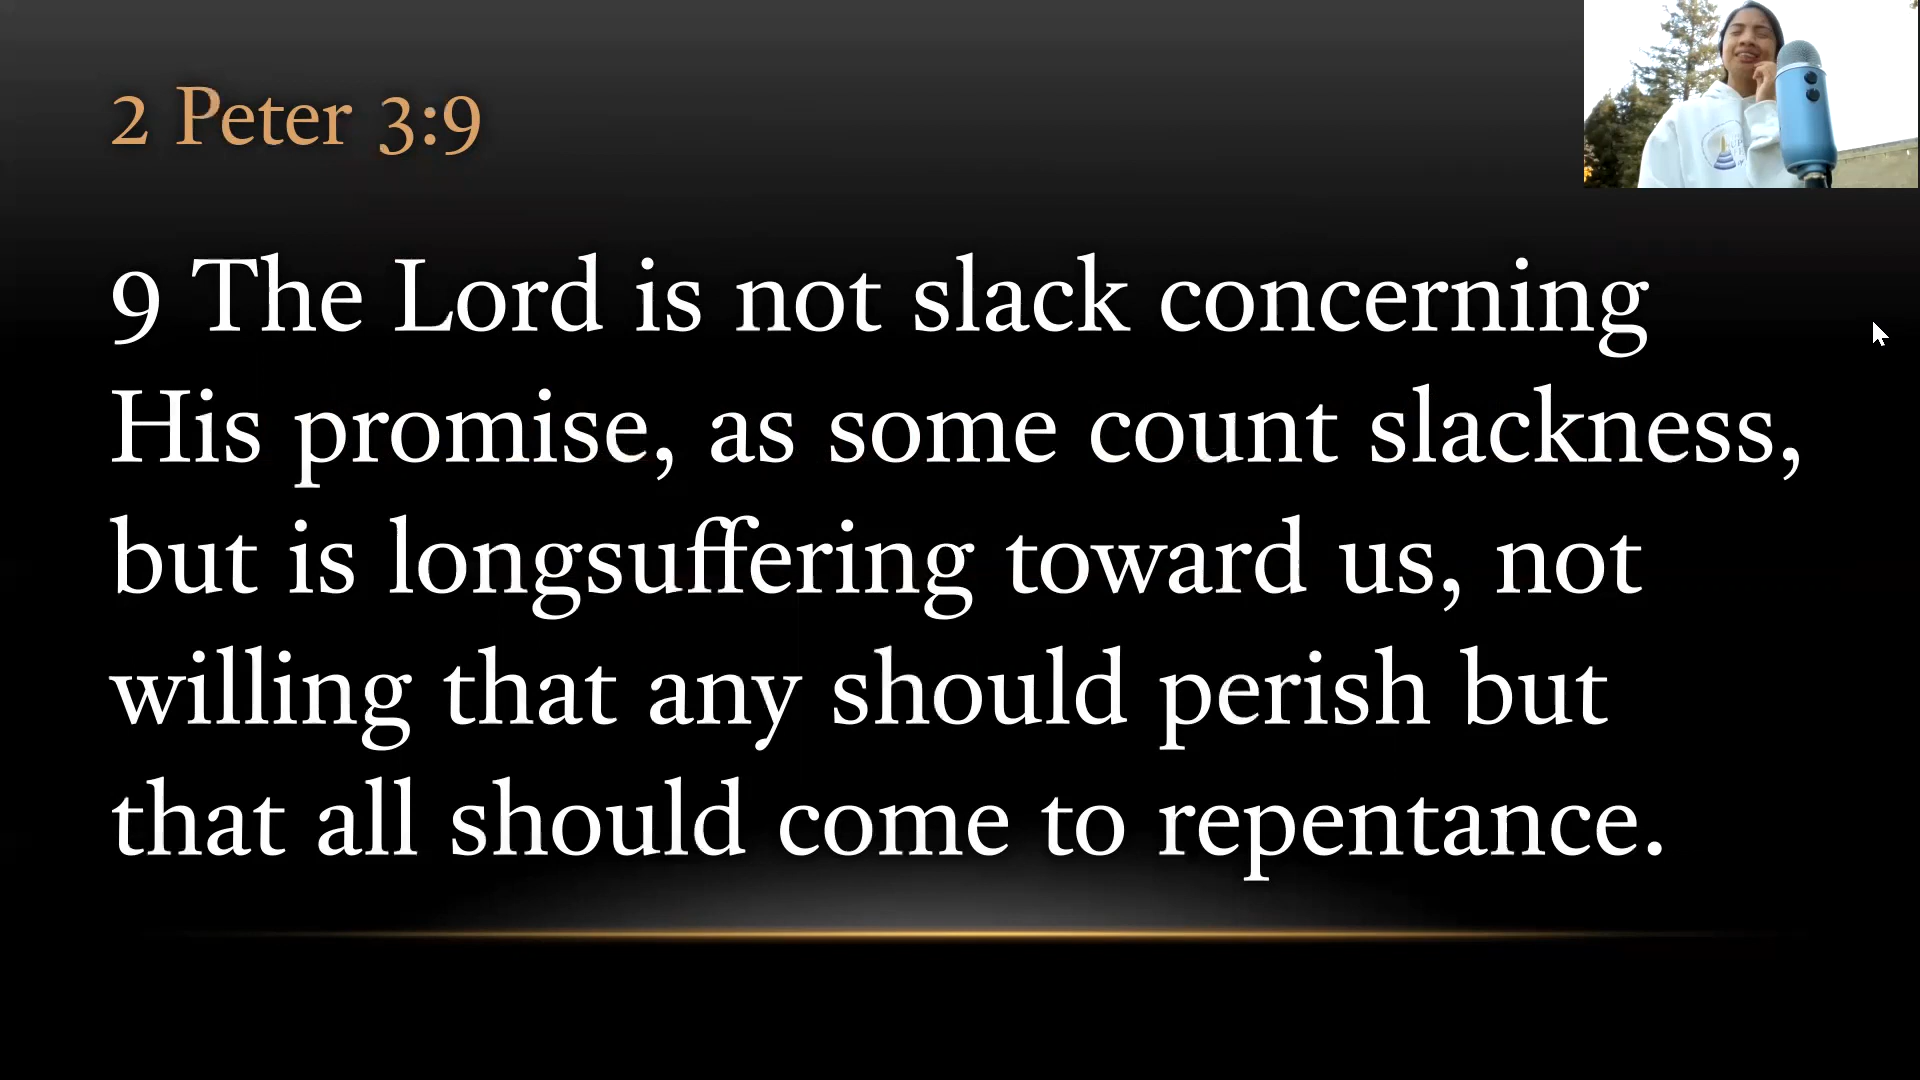 2 Peter 3:9
9 The Lord is not slack concerning
His promise, as some count slackness,
but is longsuffering toward us, not
willing that any should perish but
that all should come to repentance.